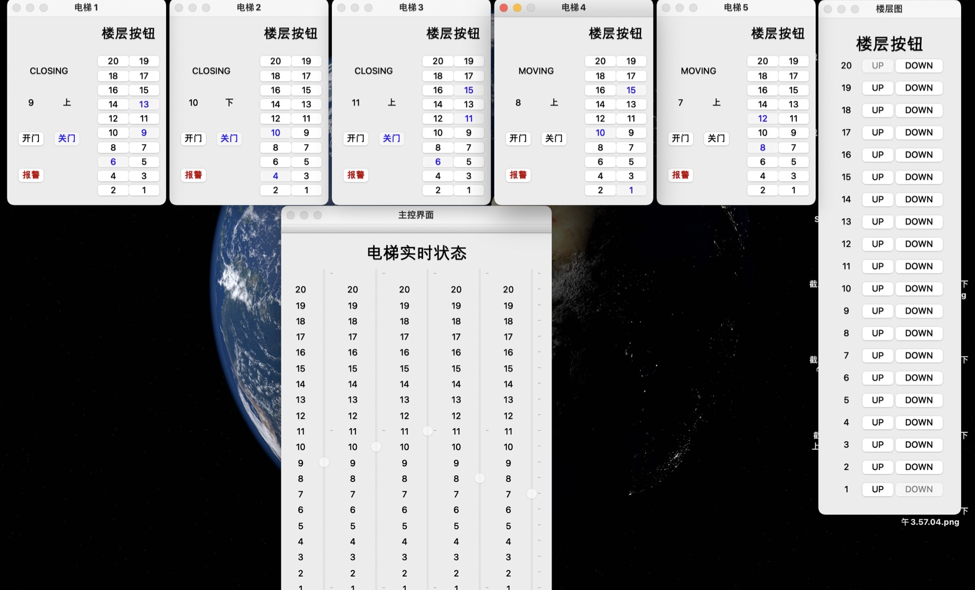 电梯 1
楼层按钮
CLOSING
9 上
开门 关门
报警
20 19
18 17
16 15
14 13
12 11
10 9
8 7
6 5
4 3
2 1
电梯 2
楼层按钮
CLOSING
10 下
开门 关门
报警
20 19
18 17
16 15
14 13
12 11
10 9
8 7
6 5
4 3
2 1
电梯 3
楼层按钮
CLOSING
11 上
开门 关门
报警
20 19
18 17
16 15
14 13
12 11
10 9
8 7
6 5
4 3
2 1
电梯 4
楼层按钮
MOVING
8 上
开门 关门
报警
20 19
18 17
16 15
14 13
12 11
10 9
8 7
6 5
4 3
2 1
电梯 5
楼层按钮
MOVING
7 上
开门 关门
报警
20 19
18 17
16 15
14 13
12 11
10 9
8 7
6 5
4 3
2 1
楼层图
楼层按钮
20 UP DOWN
19 UP DOWN
18 UP DOWN
17 UP DOWN
16 UP DOWN
15 UP DOWN
14 UP DOWN
13 UP DOWN
12 UP DOWN
11 UP DOWN
10 UP DOWN
9 UP DOWN
8 UP DOWN
7 UP DOWN
6 UP DOWN
5 UP DOWN
4 UP DOWN
3 UP DOWN
2 UP DOWN
1 UP DOWN
主控界面
电梯实时状态
20 20 20 20 20
19 19 19 19 19
18 18 18 18 18
17 17 17 17 17
16 16 16 16 16
15 15 15 15 15
14 14 14 14 14
13 13 13 13 13
12 12 12 12 12
11 11 11 11 11
10 10 10 10 10
9 9 9 9 9
8 8 8 8 8
7 7 7 7 7
6 6 6 6 6
5 5 5 5 5
4 4 4 4 4
3 3 3 3 3
2 2 2 2 2
1 1 1 1 1
午3.57.04.png